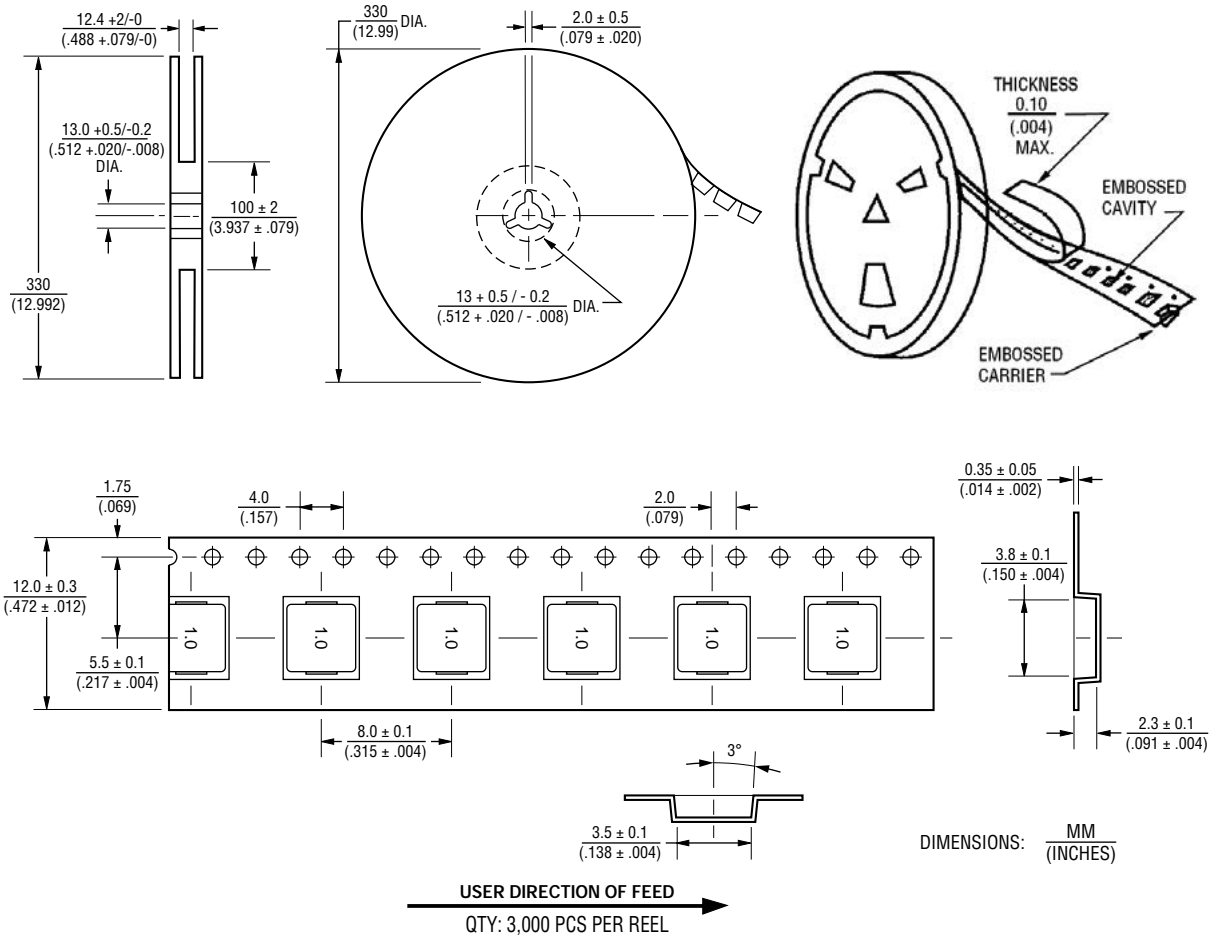 12.4 +2/-0
(.488 +.079/-0)
330
(12.99)
DIA.
2.0 ± 0.5
(.079 ± .020)
13.0 +0.5/-0.2
(.512 +.020/-.008)
DIA.
100 ± 2
(3.937 ± .079)
330
(12.992)
13 + 0.5 / - 0.2
(.512 + .020 / - .008)
DIA.
THICKNESS
0.10
(.004)
MAX.
EMBOSSED
CAVITY
EMBOSSED
CARRIER
1.75
(.069)
4.0
(.157)
2.0
(.079)
0.35 ± 0.05
(.014 ± .002)
12.0 ± 0.3
(.472 ± .012)
3.8 ± 0.1
(.150 ± .004)
1.0
1.0
1.0
1.0
1.0
1.0
5.5 ± 0.1
(.217 ± .004)
8.0 ± 0.1
(.315 ± .004)
2.3 ± 0.1
(.091 ± .004)
3°
3.5 ± 0.1
(.138 ± .004)
DIMENSIONS:
MM
(INCHES)
USER DIRECTION OF FEED
QTY: 3,000 PCS PER REEL